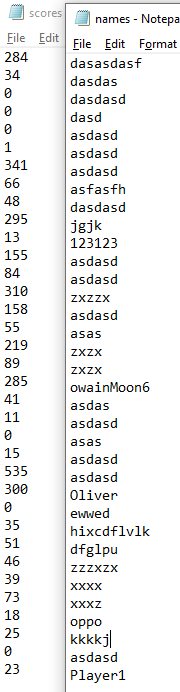 scores
File Edit
284
34
0
0
0
1
341
66
48
295
13
155
84
310
158
55
219
89
285
41
11
0
15
535
300
0
35
51
46
39
73
18
25
0
23
names - Notepa
File Edit Format
dasasdasf
dasdas
dasdasd
dasd
asdasd
asdasd
asdasd
asfasfh
dasdasd
jgjk
123123
asdasd
asdasd
zxzzx
asdasd
asas
zxzx
zxzx
owainMoon6
asdas
asdasd
asas
asdasd
asdasd
Oliver
ewwed
hixcdflvlk
dfglpu
zzzxzx
xxxx
xxxz
oppo
kkkkj
asdasd
Player1